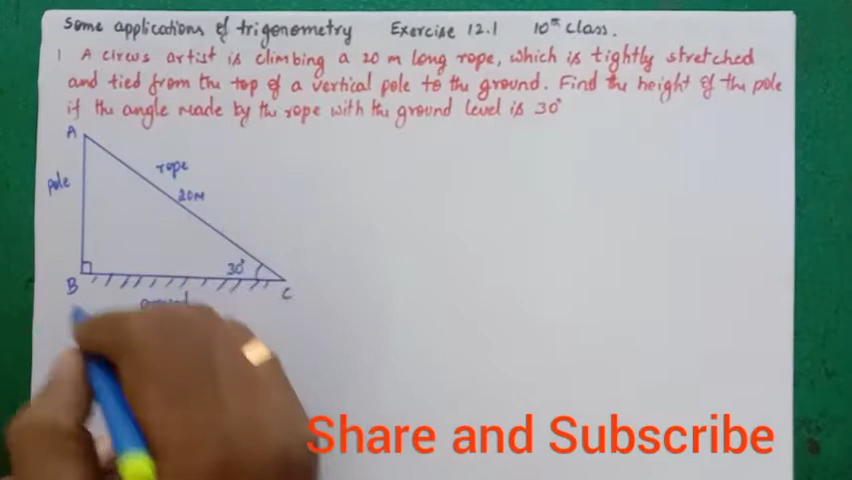 Some applications of trigonometry Exercise 12.1 10th class.
1 A circus artist is climbing a 20 m long rope, which is tightly stretched
and tied from the top of a vertical pole to the ground. Find the height of the pole
if the angle made by the rope with the ground level is 30°
A
rope
pole
20M
30°
B
C
Share and Subscribe